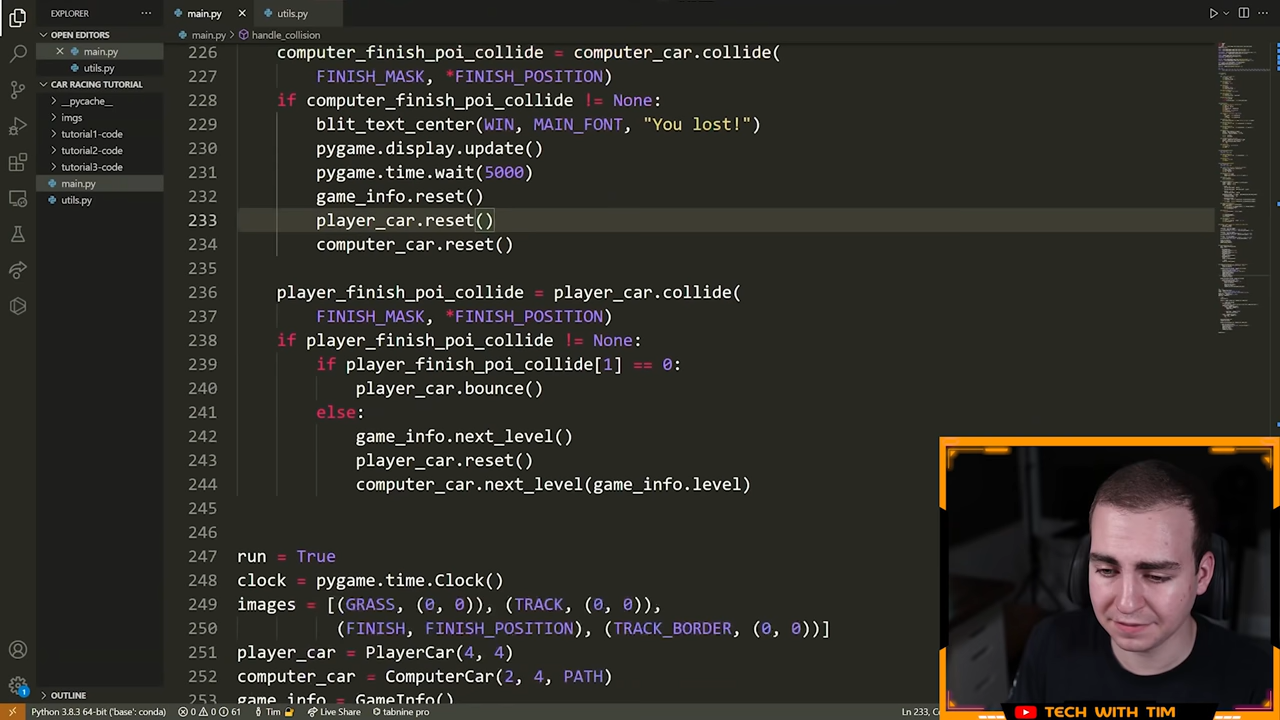 EXPLORER
OPEN EDITORS
main.py
utils.py
CAR RACING TUTORIAL
__pycache__
imgs
tutorial1-code
tutorial2-code
tutorial3-code
main.py
utils.py
OUTLINE
main.py
utils.py
main.py > handle_collision
226 computer_finish_poi_collide = computer_car.collide(
227 FINISH_MASK, *FINISH_POSITION)
228 if computer_finish_poi_collide != None:
229 blit_text_center(WIN, MAIN_FONT, "You lost!")
230 pygame.display.update()
231 pygame.time.wait(5000)
232 game_info.reset()
233 player_car.reset()
234 computer_car.reset()
235
236 player_finish_poi_collide = player_car.collide(
237 FINISH_MASK, *FINISH_POSITION)
238 if player_finish_poi_collide != None:
239 if player_finish_poi_collide[1] == 0:
240 player_car.bounce()
241 else:
242 game_info.next_level()
243 player_car.reset()
244 computer_car.next_level(game_info.level)
245
246
247 run = True
248 clock = pygame.time.Clock()
249 images = [(GRASS, (0, 0)), (TRACK, (0, 0)),
250 (FINISH, FINISH_POSITION), (TRACK_BORDER, (0, 0))]
251 player_car = PlayerCar(4, 4)
252 computer_car = ComputerCar(2, 4, PATH)
253 game_info = GameInfo()
1
Python 3.8.3 64-bit ('base': conda) 0 0 61 Tim Live Share tabnine pro
TECH WITH TIM